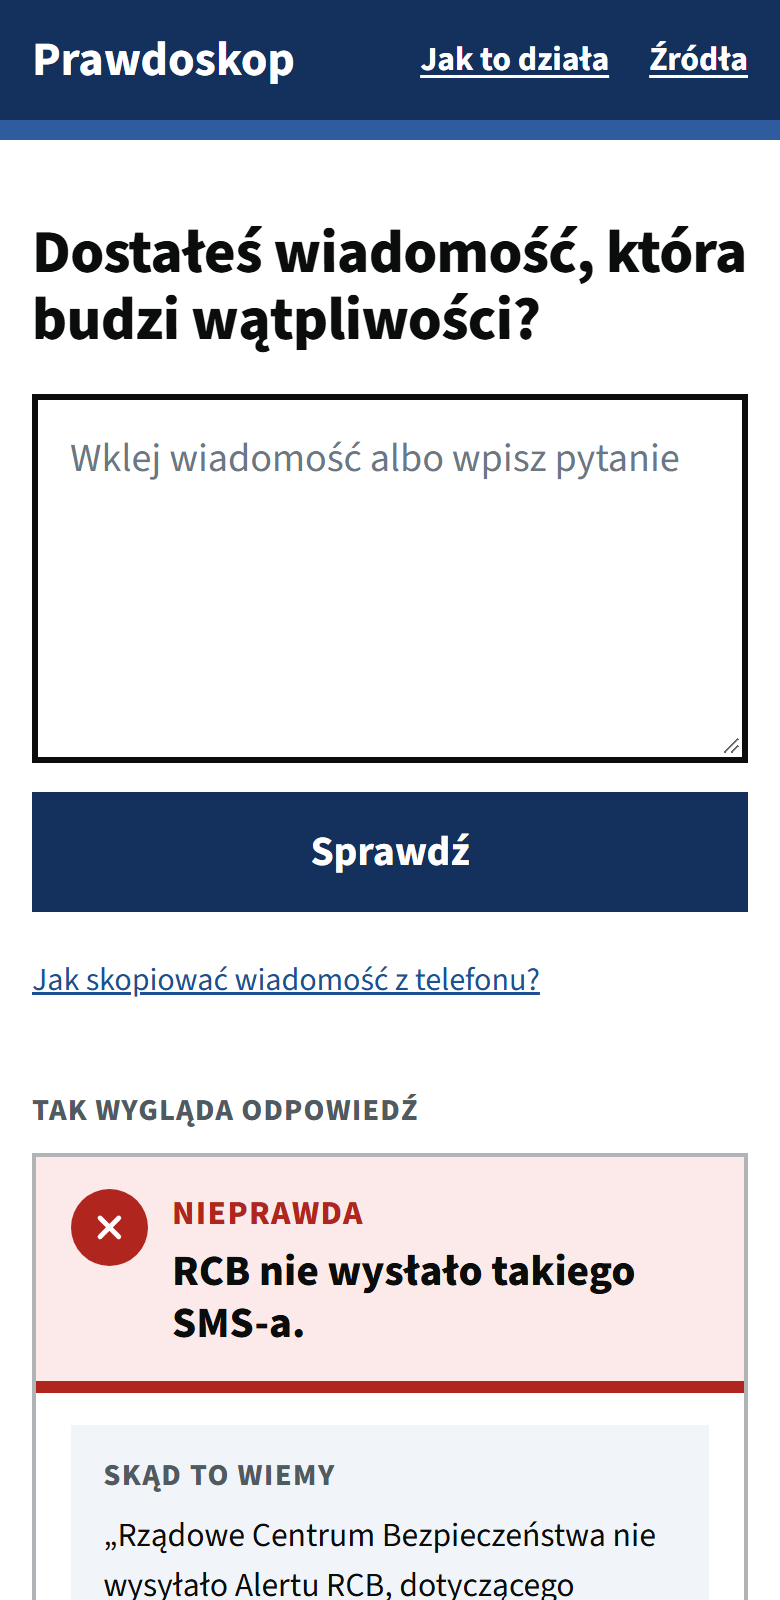 Prawdoskop
Jak to działa
Źródła
Dostałeś wiadomość, która
budzi wątpliwości?
Wklej wiadomość albo wpisz pytanie
Sprawdź
Jak skopiować wiadomość z telefonu?
TAK WYGLĄDA ODPOWIEDŹ
NIEPRAWDA
RCB nie wysłało takiego
SMS-a.
SKĄD TO WIEMY
„Rządowe Centrum Bezpieczeństwa nie
wysyłało Alertu RCB, dotyczącego